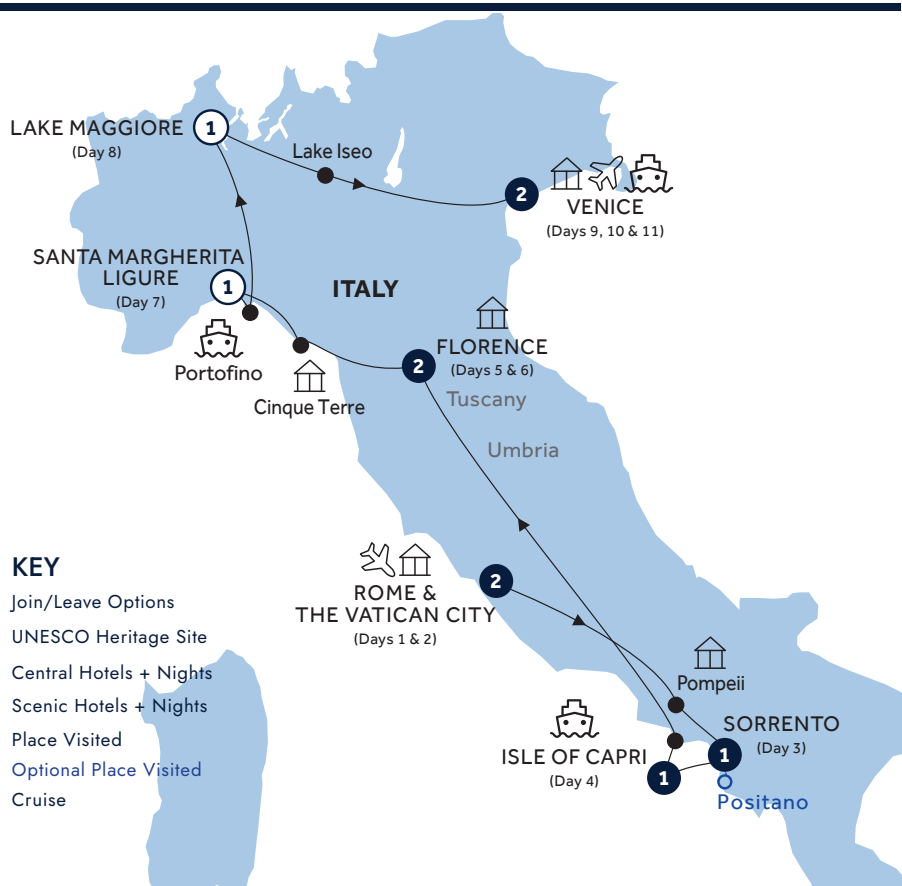 LAKE MAGGIORE
(Day 8)
1
Lake Iseo
2
VENICE
(Days 9, 10 & 11)
SANTA MARGHERITA
LIGURE
(Day 7)
1
ITALY
Portofino
Cinque Terre
2
FLORENCE
(Days 5 & 6)
Tuscany
Umbria
ROME &
THE VATICAN CITY
(Days 1 & 2)
2
Pompeii
SORRENTO
(Day 3)
1
ISLE OF CAPRI
(Day 4)
1
Positano
KEY
Join/Leave Options
UNESCO Heritage Site
Central Hotels + Nights
Scenic Hotels + Nights
Place Visited
Optional Place Visited
Cruise